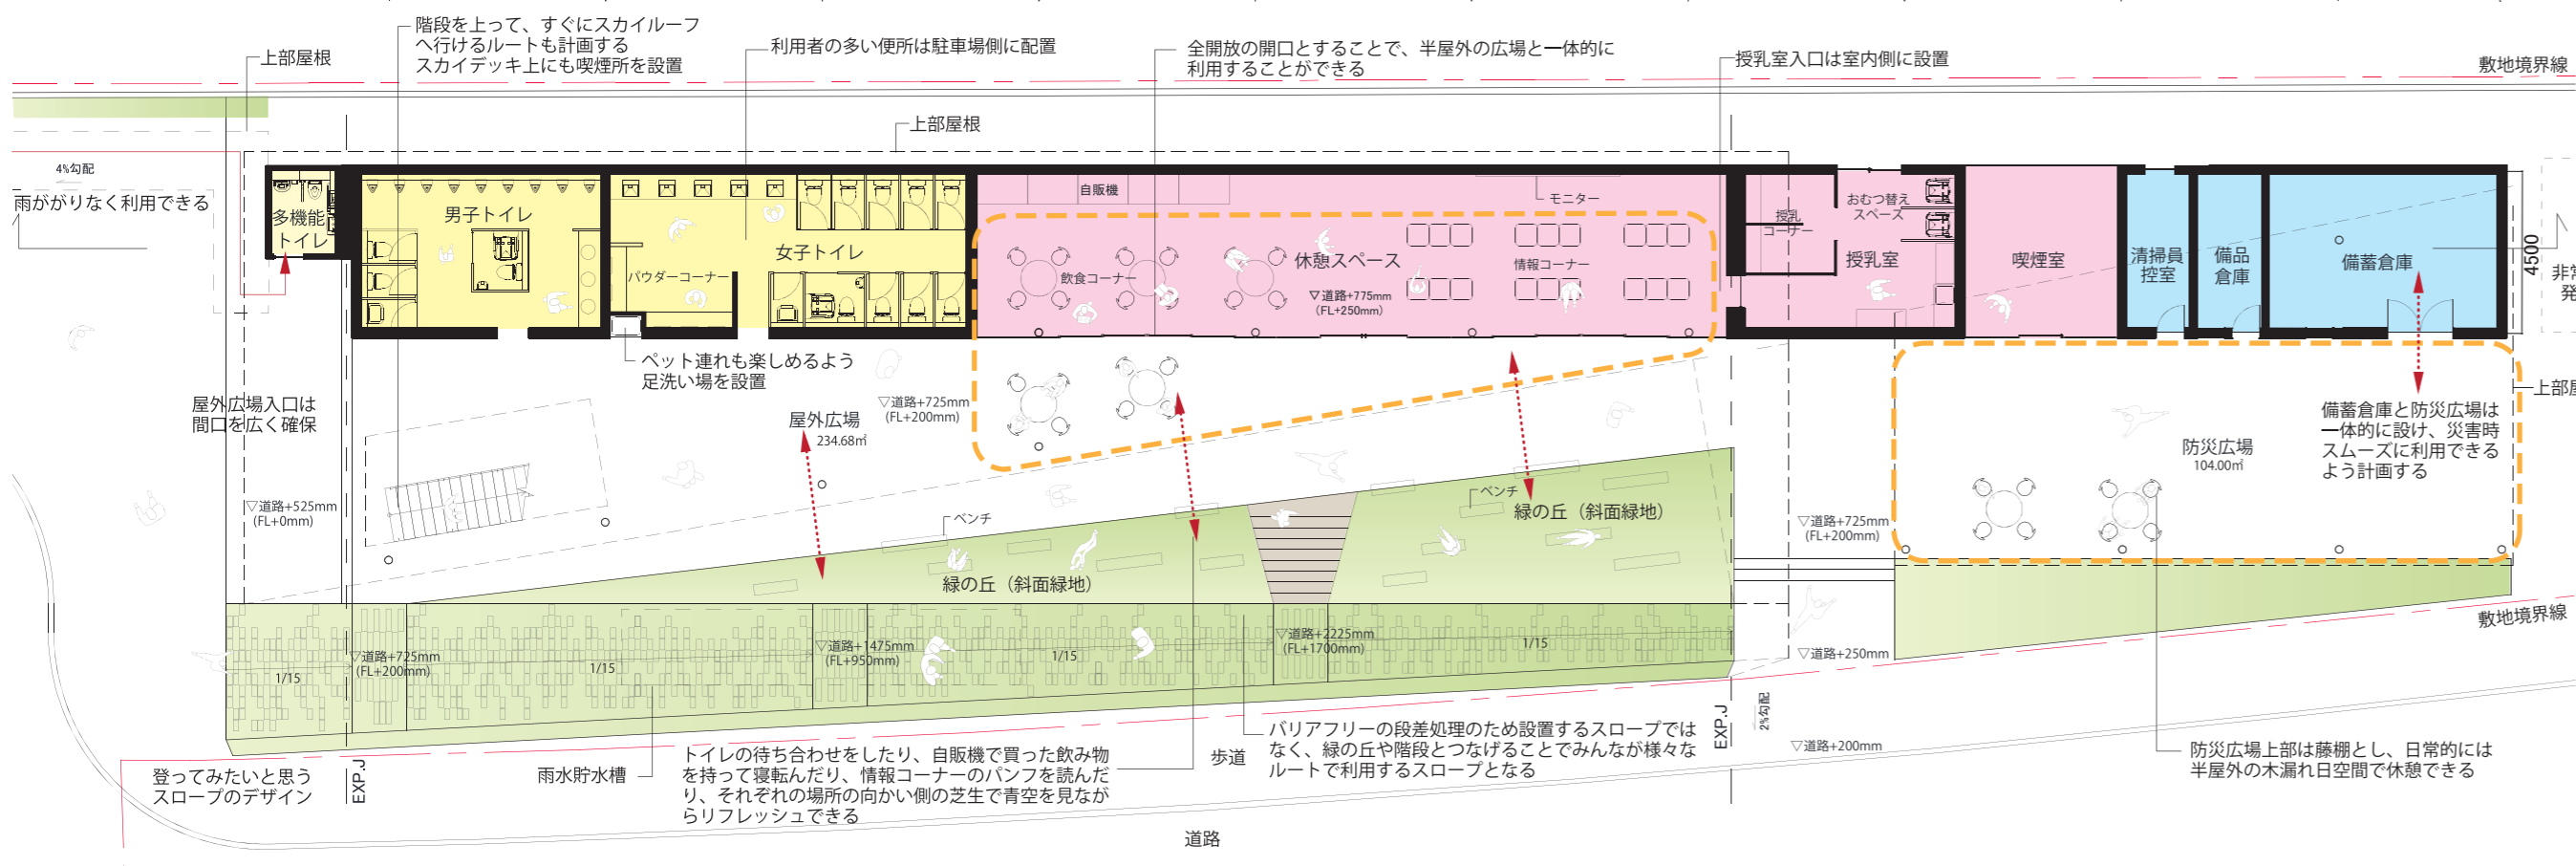 階段を上って、すぐにスカイルーフ
へ行けるルートも計画する
スカイデッキ上にも喫煙所を設置
上部屋根
利用者の多い便所は駐車場側に配置
全開放の開口とすることで、半屋外の広場と一体的に
利用することができる
授乳室入口は室内側に設置
敷地境界線
上部屋根
4%勾配
雨ががりなく利用できる
多機能
トイレ
男子トイレ
パウダーコーナー
女子トイレ
自販機
飲食コーナー
休憩スペース
▽道路+775mm
(FL+250mm)
モニター
情報コーナー
授乳
コーナー
おむつ替え
スペース
授乳室
喫煙室
清掃員
控室
備品
倉庫
備蓄倉庫
4500
非常
発
上部屋
ペット連れも楽しめるよう
足洗い場を設置
屋外広場入口は
間口を広く確保
屋外広場
234.68㎡
▽道路+725mm
(FL+200mm)
備蓄倉庫と防災広場は
一体的に設け、災害時
スムーズに利用できる
よう計画する
防災広場
104.00㎡
▽道路+525mm
(FL+0mm)
ベンチ
ベンチ
緑の丘（斜面緑地）
緑の丘（斜面緑地）
▽道路+725mm
(FL+200mm)
▽道路+725mm
(FL+200mm)
▽道路+1475mm
(FL+950mm)
▽道路+2225mm
(FL+1700mm)
1/15
1/15
1/15
1/15
▽道路+250mm
敷地境界線
2%勾配
EXP.J
EXP.J
▽道路+200mm
登ってみたいと思う
スロープのデザイン
雨水貯水槽
トイレの待ち合わせをしたり、自販機で買った飲み物
を持って寝転んだり、情報コーナーのパンフを読んだ
り、それぞれの場所の向かい側の芝生で青空を見なが
らリフレッシュできる
歩道
バリアフリーの段差処理のため設置するスロープでは
なく、緑の丘や階段とつなげることでみんなが様々な
ルートで利用するスロープとなる
防災広場上部は藤棚とし、日常的には
半屋外の木漏れ日空間で休憩できる
道路